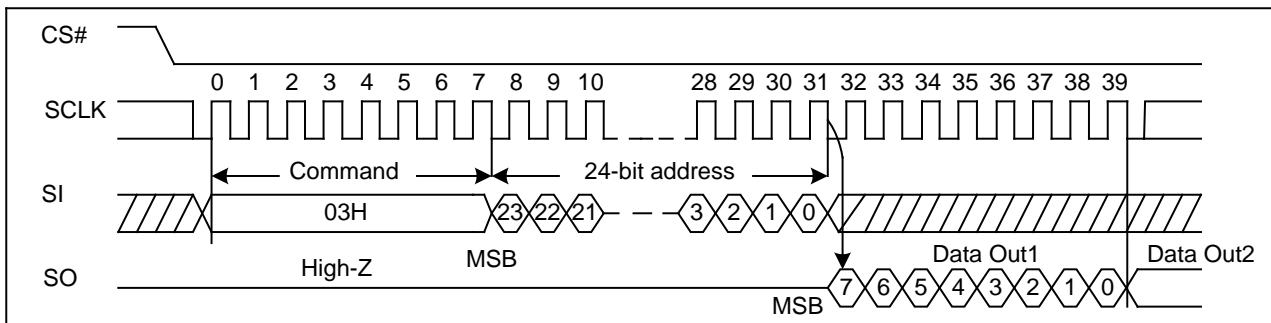 CS#
0 1 2 3 4 5 6 7 8 9 10 28 29 30 31 32 33 34 35 36 37 38 39
SCLK
Command 24-bit address
SI
03H 23 22 21 3 2 1 0
High-Z MSB Data Out1 Data Out2
SO
MSB 7 6 5 4 3 2 1 0